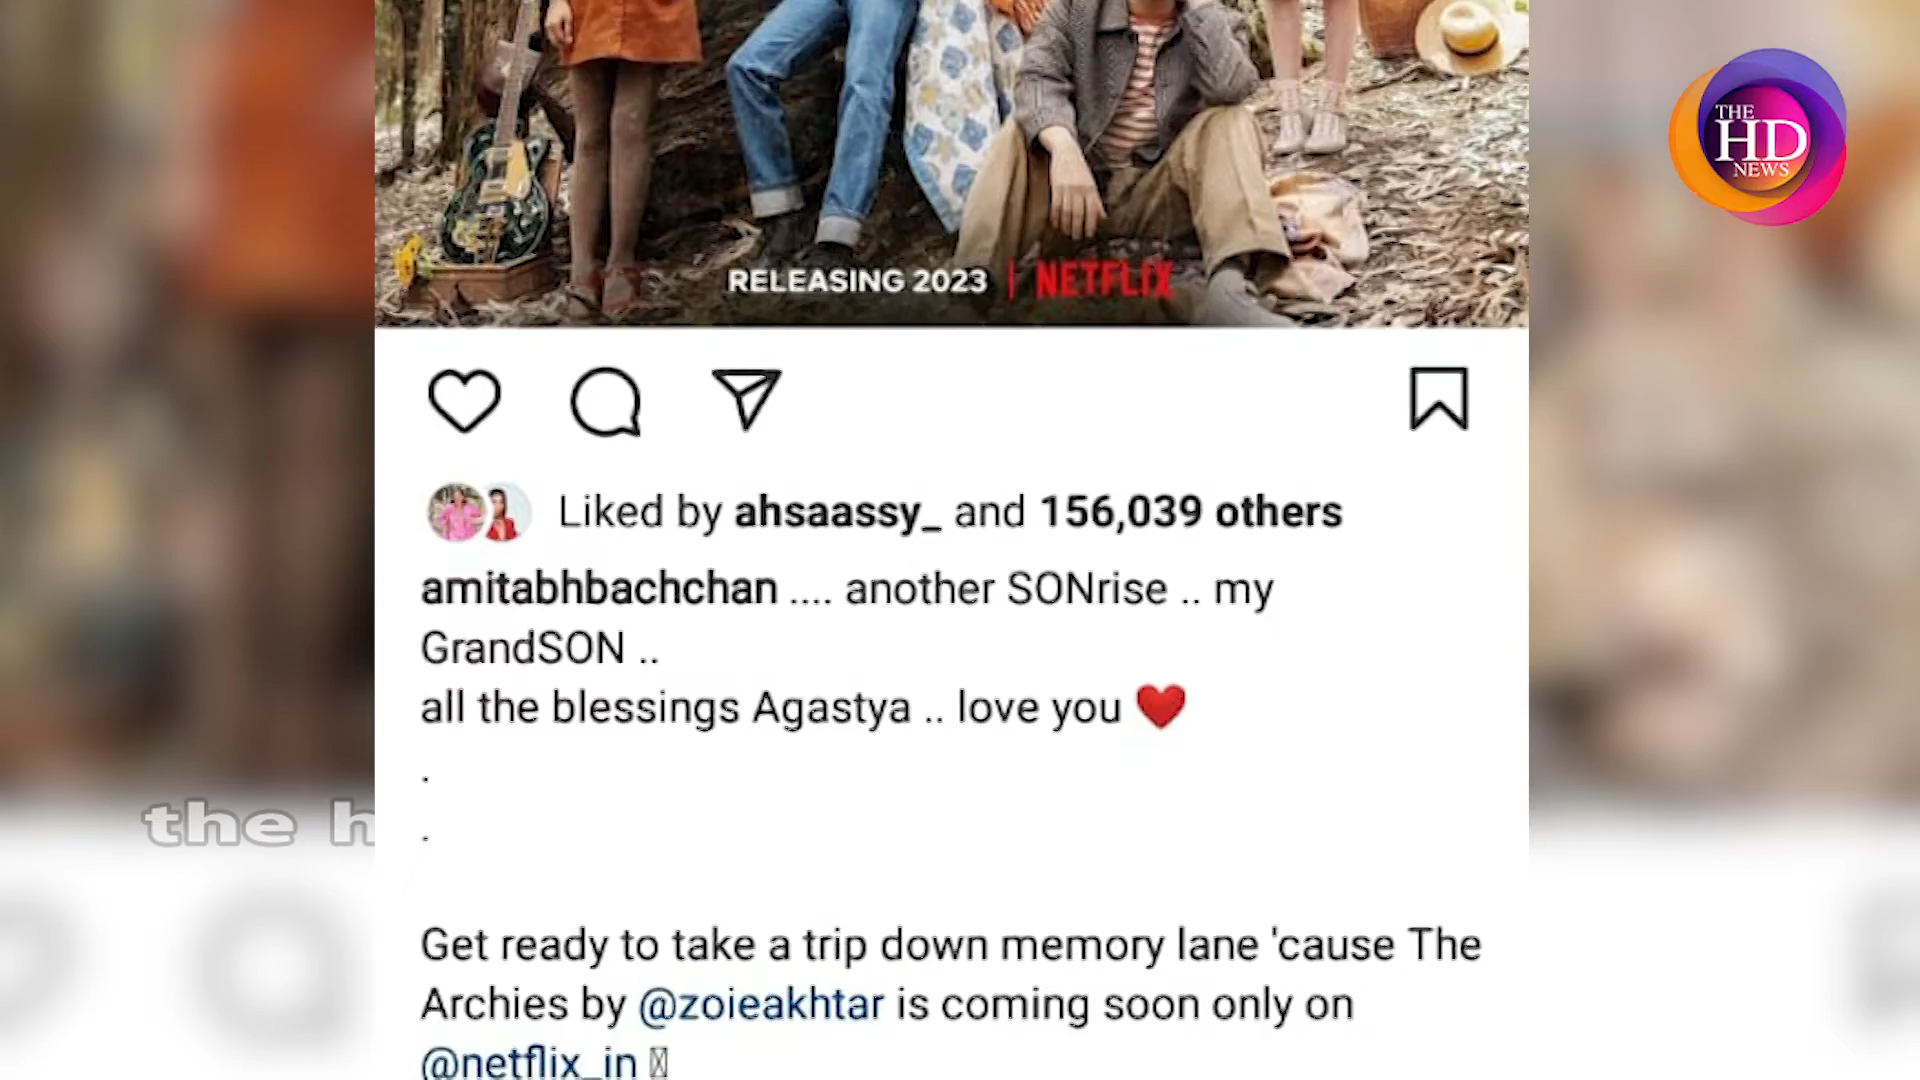 THE
HD
NEWS
RELEASING 2023 | NETFLIX
Liked by ahsaassy_ and 156,039 others
amitabhbachchan .... another SONrise .. my
GrandSON ..
all the blessings Agastya .. love you ❤️
.
.
the h
Get ready to take a trip down memory lane 'cause The
Archies by @zoieakhtar is coming soon only on
@netflix_in